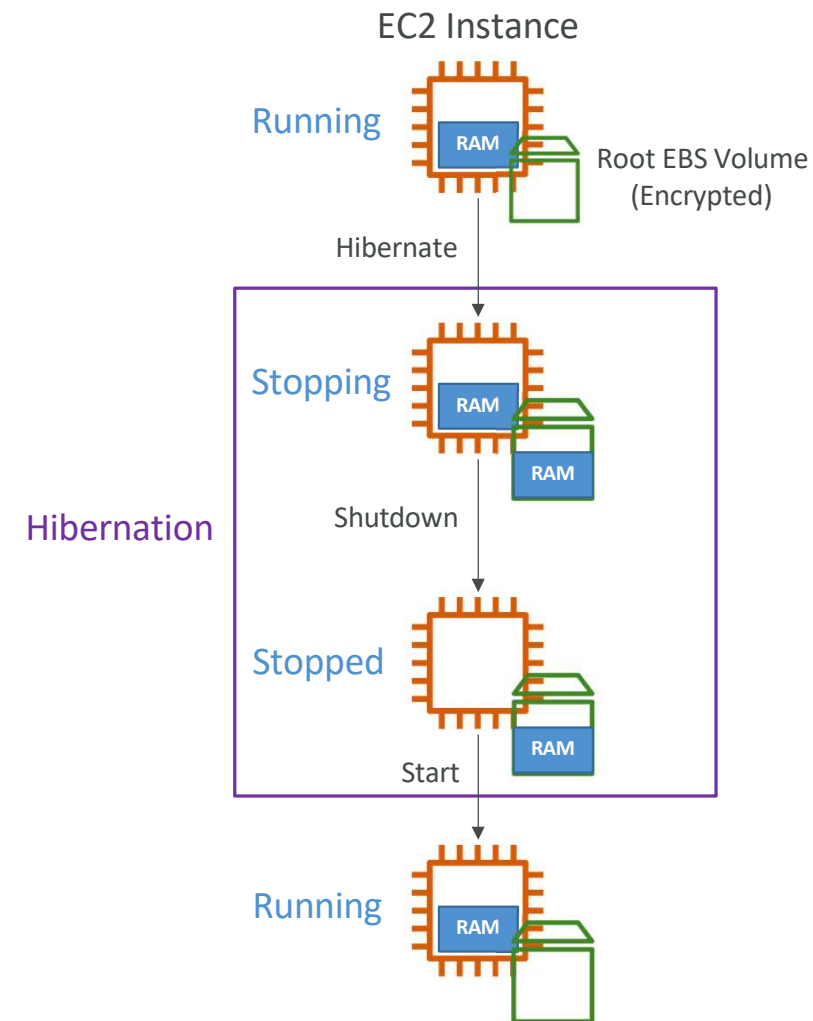 EC2 Instance
Running
RAM
Root EBS Volume
(Encrypted)
Hibernate
Stopping
RAM
RAM
Hibernation
Shutdown
Stopped
RAM
Start
Running
RAM